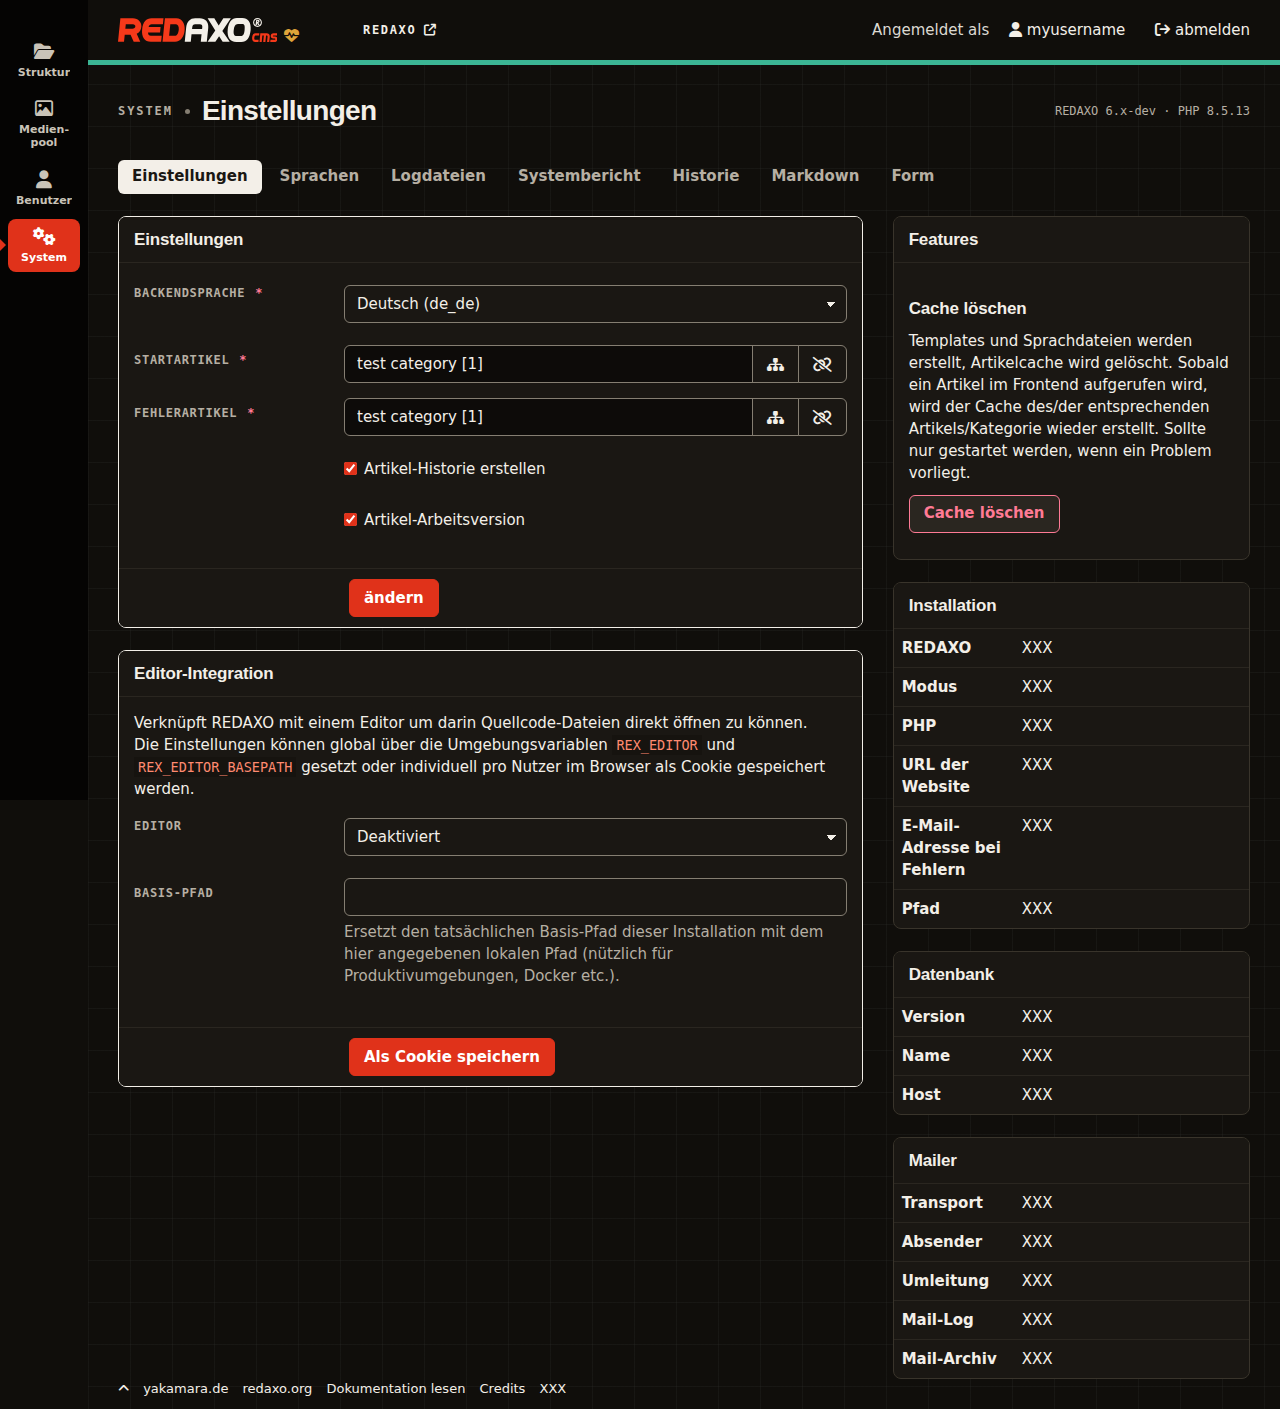 REDAXO® cms
REDAXO
Angemeldet als myusername abmelden
Struktur
Medien-
pool
Benutzer
System
SYSTEM • Einstellungen
REDAXO 6.x-dev · PHP 8.5.13
Einstellungen Sprachen Logdateien Systembericht Historie Markdown Form
Einstellungen
BACKENDSPRACHE *
Deutsch (de_de)
STARTARTIKEL *
test category [1]
FEHLERARTIKEL *
test category [1]
Artikel-Historie erstellen
Artikel-Arbeitsversion
ändern
Editor-Integration
Verknüpft REDAXO mit einem Editor um darin Quellcode-Dateien direkt öffnen zu können.
Die Einstellungen können global über die Umgebungsvariablen REX_EDITOR und
REX_EDITOR_BASEPATH gesetzt oder individuell pro Nutzer im Browser als Cookie gespeichert
werden.
EDITOR
Deaktiviert
BASIS-PFAD
Ersetzt den tatsächlichen Basis-Pfad dieser Installation mit dem
hier angegebenen lokalen Pfad (nützlich für
Produktivumgebungen, Docker etc.).
Als Cookie speichern
Features
Cache löschen
Templates und Sprachdateien werden
erstellt, Artikelcache wird gelöscht. Sobald
ein Artikel im Frontend aufgerufen wird,
wird der Cache des/der entsprechenden
Artikels/Kategorie wieder erstellt. Sollte
nur gestartet werden, wenn ein Problem
vorliegt.
Cache löschen
Installation
REDAXO XXX
Modus XXX
PHP XXX
URL der XXX
Website
E-Mail- XXX
Adresse bei
Fehlern
Pfad XXX
Datenbank
Version XXX
Name XXX
Host XXX
Mailer
Transport XXX
Absender XXX
Umleitung XXX
Mail-Log XXX
Mail-Archiv XXX
yakamara.de redaxo.org Dokumentation lesen Credits XXX